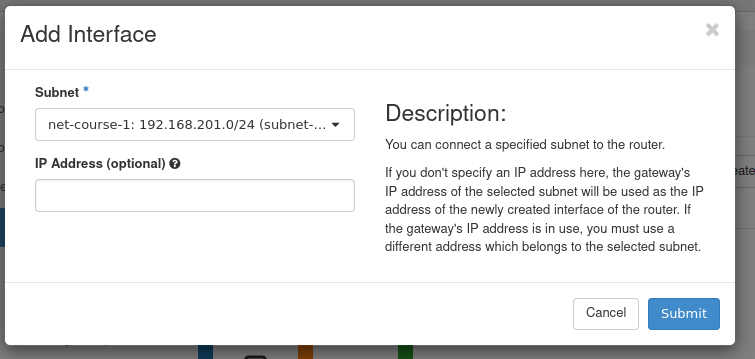 Add Interface
×
Subnet *
net-course-1: 192.168.201.0/24 (subnet-...
IP Address (optional)
Description:
You can connect a specified subnet to the router.
If you don't specify an IP address here, the gateway's
IP address of the selected subnet will be used as the IP
address of the newly created interface of the router. If
the gateway's IP address is in use, you must use a
different address which belongs to the selected subnet.
Cancel
Submit